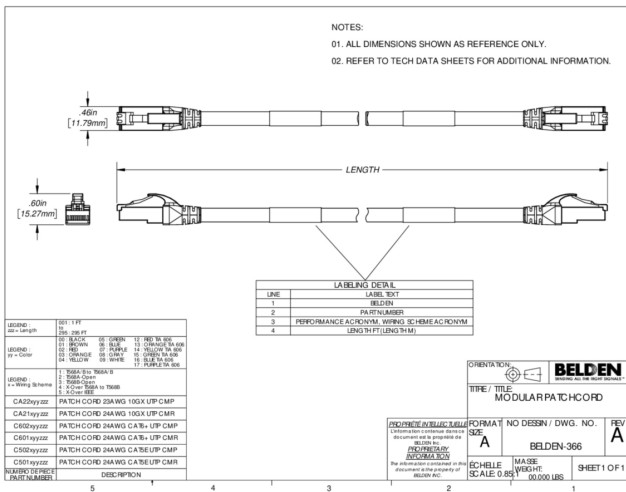 NOTES:
01. ALL DIMENSIONS SHOWN AS REFERENCE ONLY.
02. REFER TO TECH DATA SHEETS FOR ADDITIONAL INFORMATION.
.46in
[11.79mm]
LENGTH
.60in
[15.27mm]
LABELING DETAIL
LINE LABEL TEXT
1 BELDEN
2 PART NUMBER
3 PERFORMANCE ACRONYM, WIRING SCHEME ACRONYM
4 LENGTH FT (LENGTH M)
LEGEND :
zzz = Length
001 : 1 FT
to
295 : 295 FT
LEGEND :
yy = Color
00 : BLACK 05 : GREEN 12 : RED TIA 606
01 : BROWN 06 : BLUE 13 : ORANGE TIA 606
02 : RED 07 : PURPLE 14 : YELLOW TIA 606
03 : ORANGE 08 : GRAY 15 : GREEN TIA 606
04 : YELLOW 09 : WHITE 16 : BLUE TIA 606
17 : PURPLE TIA 606
LEGEND :
x = Wiring Scheme
1 : T568A/B to T568A/B
2 : T568A-Open
3 : T568B-Open
4 : X-Over T568A to T568B
5 : X-Over IEEE
CA22xyyzzz PATCH CORD 23AWG 10GX UTP CMP
CA21xyyzzz PATCH CORD 24AWG 10GX UTP CMR
C602xyyzzz PATCH CORD 24AWG CAT6+ UTP CMP
C601xyyzzz PATCH CORD 24AWG CAT6+ UTP CMR
C502xyyzzz PATCH CORD 24AWG CAT5E UTP CMP
C501xyyzzz PATCH CORD 24AWG CAT5E UTP CMR
NUMERO DE PIECE
PART NUMBER
DESCRIPTION
ORIENTATION:
BELDEN
SENDING ALL THE RIGHT SIGNALS
TITRE / TITLE:
MODULAR PATCHCORD
PROPRIÉTÉ INTELLECTUELLE
L'information contenue dans ce
document est la propriété de
BELDEN Inc.
PROPRIETARY
INFORMATION
The information contained in this
document is the property of
BELDEN INC.
FORMAT
SIZE
A
NO DESSIN / DWG. NO.
BELDEN-366
REV
A
ÉCHELLE
SCALE: 0.85:1
MASSE
WEIGHT:
00.000 LBS
SHEET 1 OF 1
5 4 3 2 1